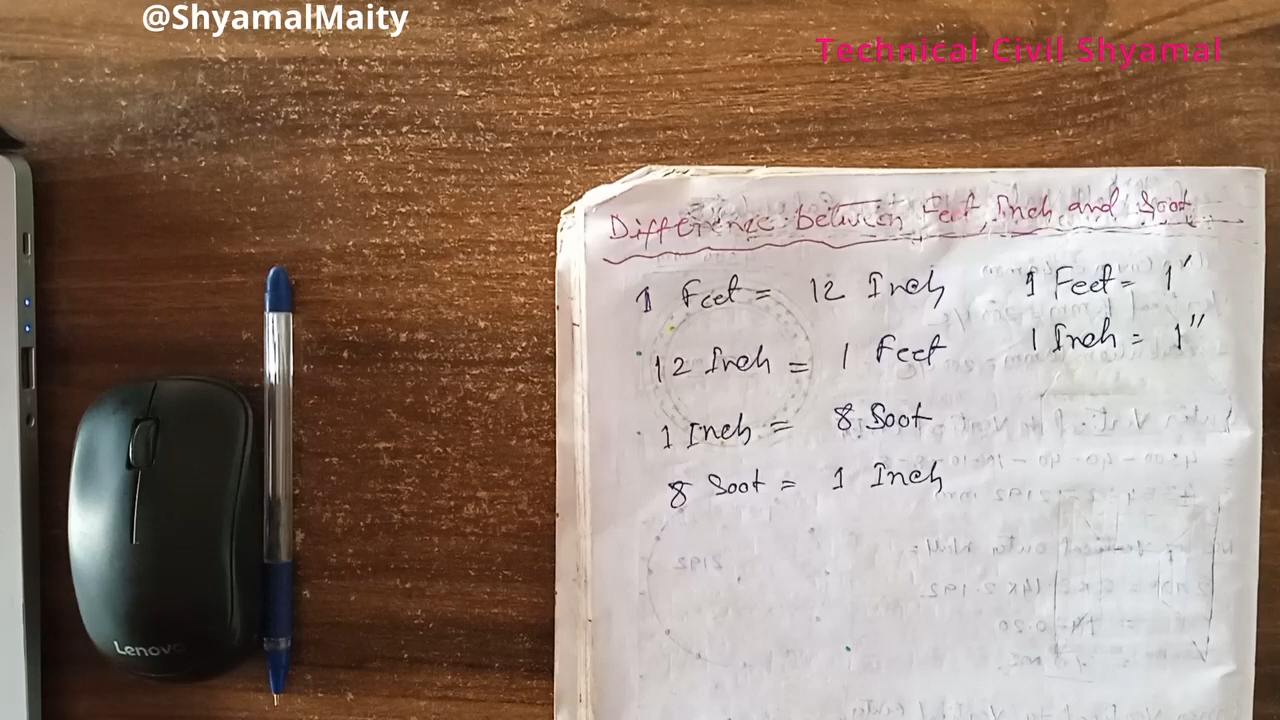 @ShyamalMaity
Technical Civil Shyamal
Difference between Feet, Inch and Soot
1 Feet = 12 Inch
1 Feet = 1'
12 Inch = 1 Feet
1 Inch = 1"
1 Inch = 8 Soot
8 Soot = 1 Inch
2192
Lenovo